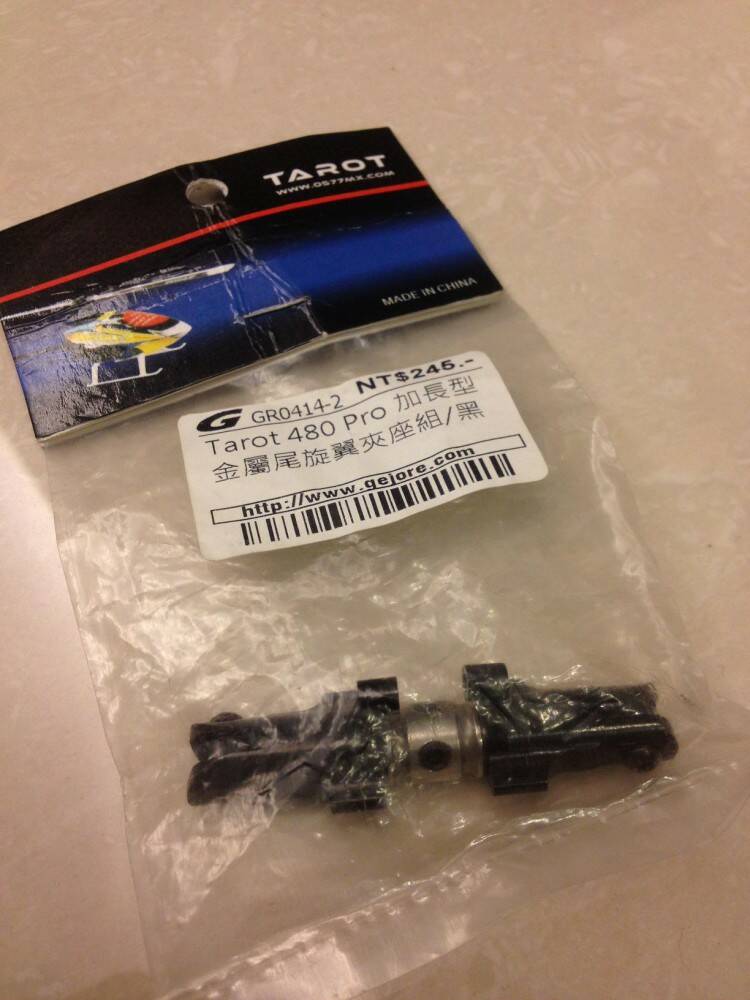 TAROT
WWW.OS77MX.COM
MADE IN CHINA
G GR0414-2 NT$245.-
Tarot 480 Pro 加長型
金屬尾旋翼夾座組/黑
http://www.gejore.com